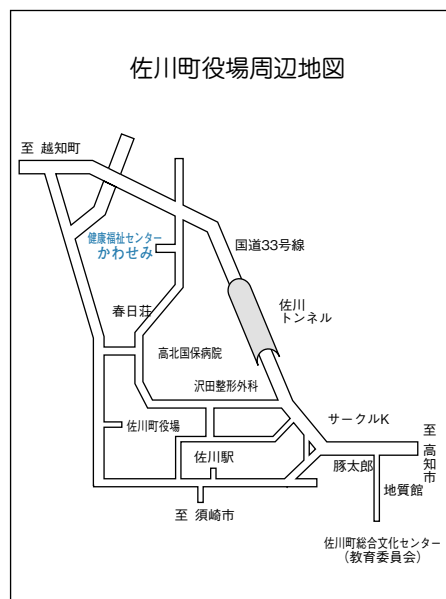 佐川町役場周辺地図
至 越知町
健康福祉センター
かわせみ
国道33号線
春日荘
佐川
トンネル
高北国保病院
沢田整形外科
サークルK
佐川町役場
至 高知市
佐川駅
豚太郎
地質館
至 須崎市
佐川町総合文化センター
（教育委員会）